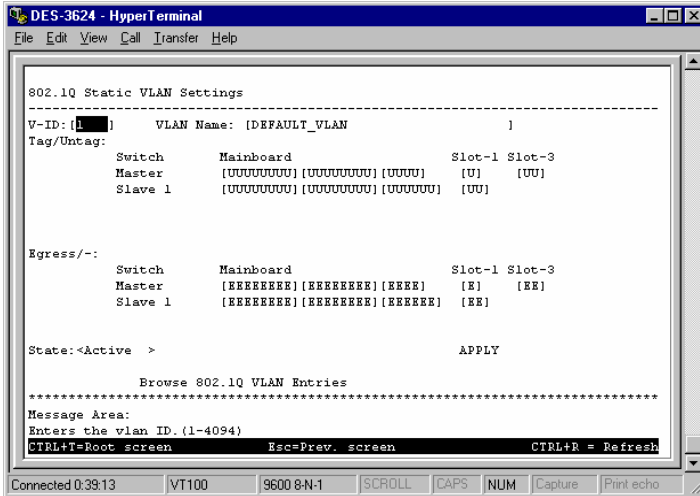 DES-3624 - HyperTerminal
File Edit View Call Transfer Help
802.1Q Static VLAN Settings
--------------------------------------------------------------------------------
V-ID:[1    ]      VLAN Name: [DEFAULT_VLAN                    ]
Tag/Untag:
Switch Mainboard Slot-1 Slot-3
Master [UUUUUUUU][UUUUUUUU][UUUU] [U] [UU]
Slave 1 [UUUUUUUU][UUUUUUUU][UUUUUU] [UU]
Egress/-:
Switch Mainboard Slot-1 Slot-3
Master [EEEEEEEE][EEEEEEEE][EEEE] [E] [EE]
Slave 1 [EEEEEEEE][EEEEEEEE][EEEEEE] [EE]
State:<Active  > APPLY
Browse 802.1Q VLAN Entries
********************************************************************************
Message Area:
Enters the vlan ID.(1-4094)
CTRL+T=Root screen Esc=Prev. screen CTRL+R = Refresh
Connected 0:39:13 VT100 9600 8-N-1 SCROLL CAPS NUM Capture Print echo